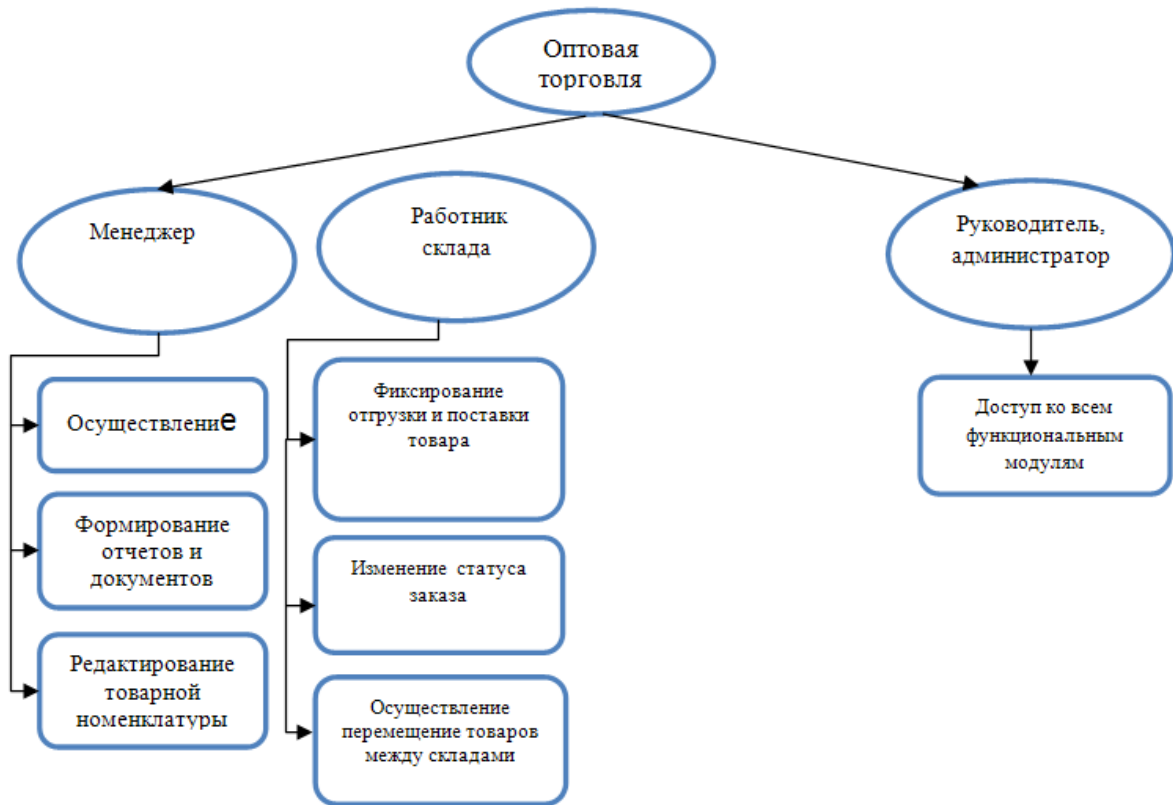 Оптовая
торговля
Менеджер
Работник
склада
Руководитель,
администратор
Осуществление
Формирование
отчетов и
документов
Редактирование
товарной
номенклатуры
Фиксирование
отгрузки и поставки
товара
Изменение статуса
заказа
Осуществление
перемещение товаров
между складами
Доступ ко всем
функциональным
модулям